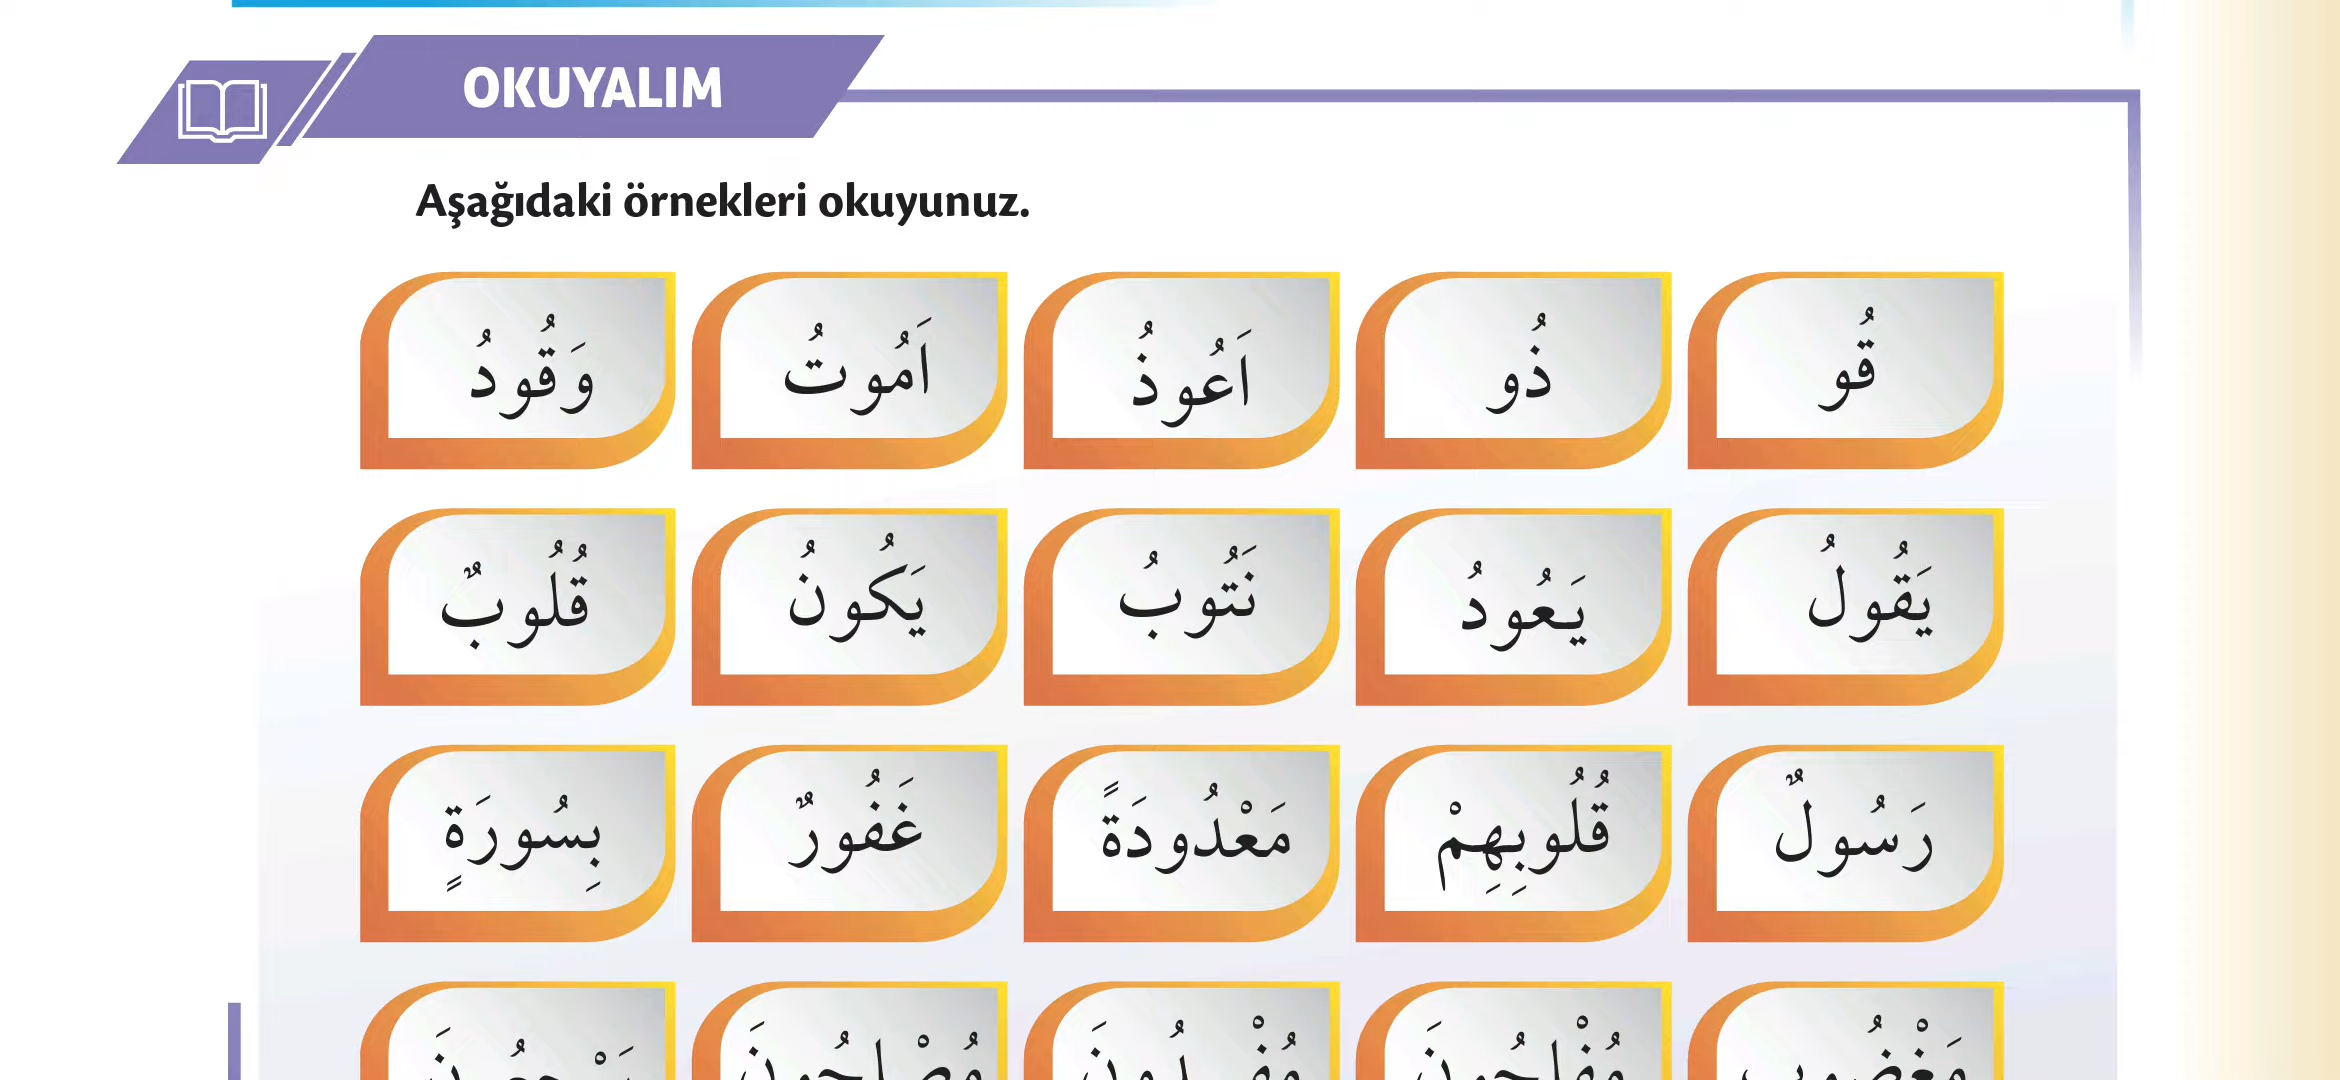 OKUYALIM
Aşağıdaki örnekleri okuyunuz.
قُو ذُو اَعُوذُ اَمُوتُ وَقُودُ
يَقُولُ يَعُودُ نَتُوبُ يَكُونُ قُلُوبٌ
رَسُولٌ قُلُوبِهِمْ مَعْدُودَةً غَفُورٌ بِسُورَةٍ